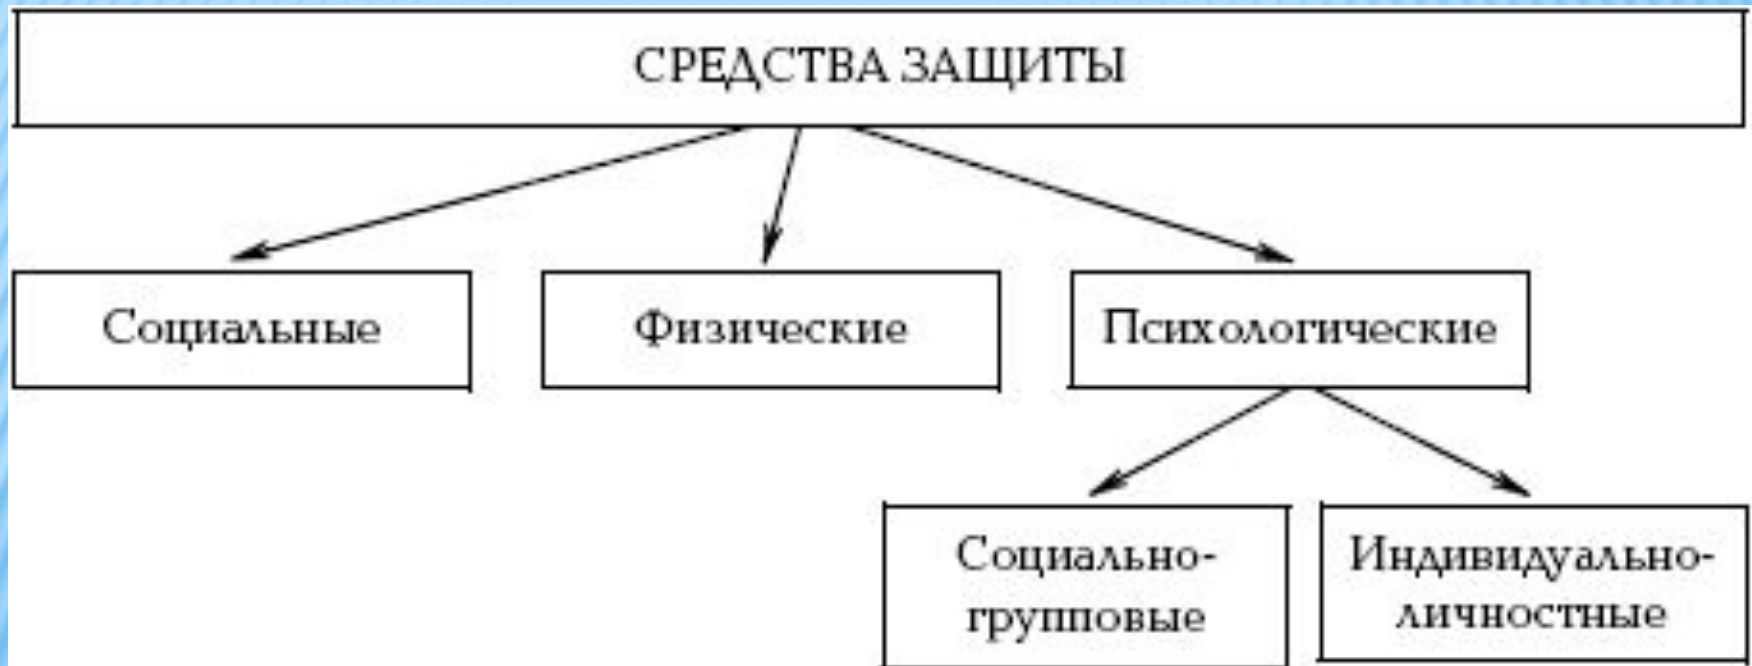 СРЕДСТВА ЗАЩИТЫ
Социальные
Физические
Психологические
Социально-
групповые
Индивидуально-
личностные